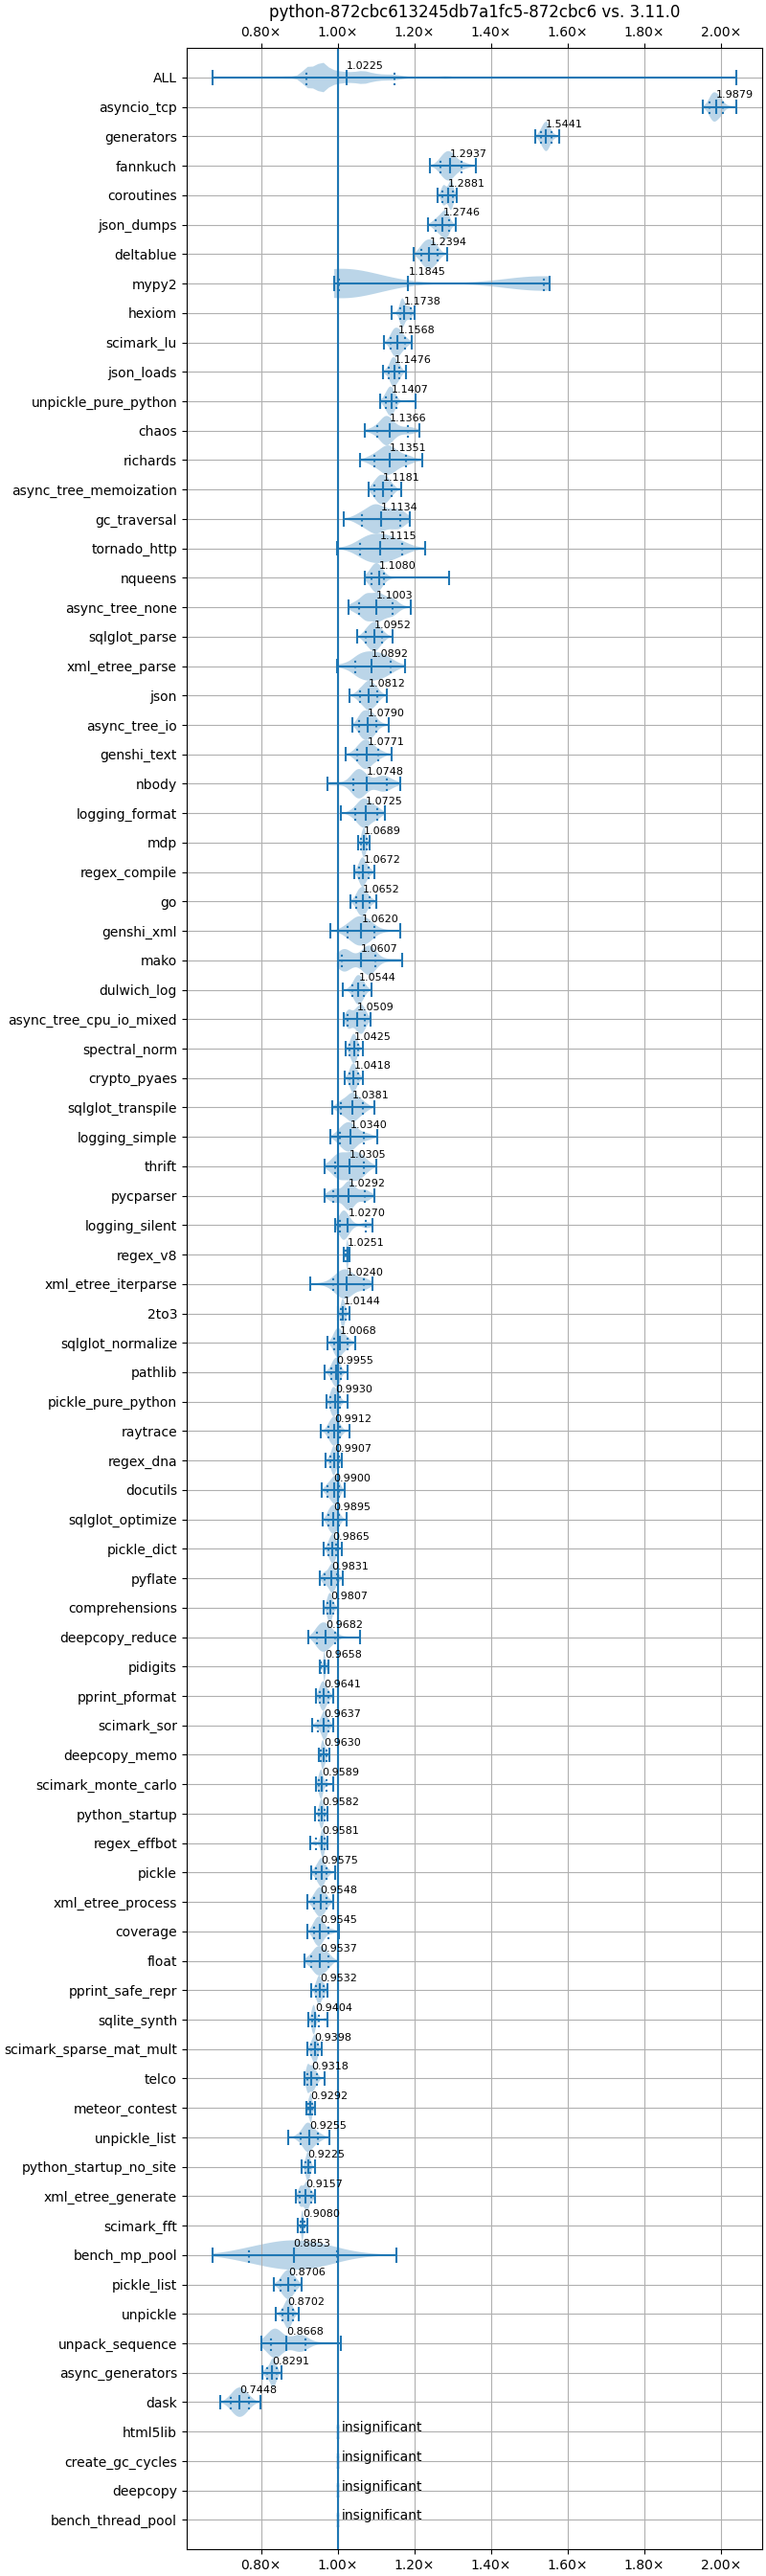 python-872cbc613245db7a1fc5-872cbc6 vs. 3.11.0
0.80× 1.00× 1.20× 1.40× 1.60× 1.80× 2.00×
ALL 1.0225
asyncio_tcp 1.9879
generators 1.5441
fannkuch 1.2937
coroutines 1.2881
json_dumps 1.2746
deltablue 1.2394
mypy2 1.1845
hexiom 1.1738
scimark_lu 1.1568
json_loads 1.1476
unpickle_pure_python 1.1407
chaos 1.1366
richards 1.1351
async_tree_memoization 1.1181
gc_traversal 1.1134
tornado_http 1.1115
nqueens 1.1080
async_tree_none 1.1003
sqlglot_parse 1.0952
xml_etree_parse 1.0892
json 1.0812
async_tree_io 1.0790
genshi_text 1.0771
nbody 1.0748
logging_format 1.0725
mdp 1.0689
regex_compile 1.0672
go 1.0652
genshi_xml 1.0620
mako 1.0607
dulwich_log 1.0544
async_tree_cpu_io_mixed 1.0509
spectral_norm 1.0425
crypto_pyaes 1.0418
sqlglot_transpile 1.0381
logging_simple 1.0340
thrift 1.0305
pycparser 1.0292
logging_silent 1.0270
regex_v8 1.0251
xml_etree_iterparse 1.0240
2to3 1.0144
sqlglot_normalize 1.0068
pathlib 0.9955
pickle_pure_python 0.9930
raytrace 0.9912
regex_dna 0.9907
docutils 0.9900
sqlglot_optimize 0.9895
pickle_dict 0.9865
pyflate 0.9831
comprehensions 0.9807
deepcopy_reduce 0.9682
pidigits 0.9658
pprint_pformat 0.9641
scimark_sor 0.9637
deepcopy_memo 0.9630
scimark_monte_carlo 0.9589
python_startup 0.9582
regex_effbot 0.9581
pickle 0.9575
xml_etree_process 0.9548
coverage 0.9545
float 0.9537
pprint_safe_repr 0.9532
sqlite_synth 0.9404
scimark_sparse_mat_mult 0.9398
telco 0.9318
meteor_contest 0.9292
unpickle_list 0.9255
python_startup_no_site 0.9225
xml_etree_generate 0.9157
scimark_fft 0.9080
bench_mp_pool 0.8853
pickle_list 0.8706
unpickle 0.8702
unpack_sequence 0.8668
async_generators 0.8291
dask 0.7448
html5lib insignificant
create_gc_cycles insignificant
deepcopy insignificant
bench_thread_pool insignificant
0.80× 1.00× 1.20× 1.40× 1.60× 1.80× 2.00×